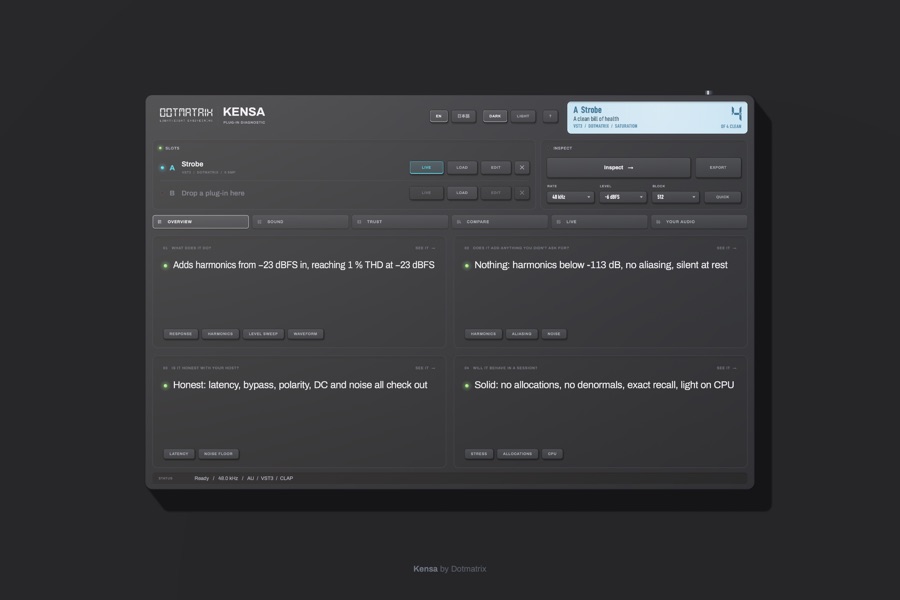 DOTMATRIX
KENSA
PLUG-IN DIAGNOSTIC
EN
日本語
DARK
LIGHT
?
A Strobe
A clean bill of health
VST3 / DOTMATRIX / SATURATION
4
OF 4 CLEAN
SLOTS
A
Strobe
LIVE
LOAD
EDIT
B
Drop a plug-in here
LIVE
LOAD
EDIT
INSPECT
Inspect →
EXPORT
RATE
LEVEL
BLOCK
48 kHz
-6 dBFS
512
QUICK
OVERVIEW
SOUND
TRUST
COMPARE
LIVE
YOUR AUDIO
WHAT DOES IT DO?
SEE IT →
Adds harmonics from –23 dBFS in, reaching 1 % THD at –23 dBFS
RESPONSE
HARMONICS
LEVEL SWEEP
WAVEFORM
DOES IT ADD ANYTHING YOU DIDN'T ASK FOR?
SEE IT →
Nothing: harmonics below -113 dB, no aliasing, silent at rest
HARMONICS
ALIASING
NOISE
IS IT HONEST WITH YOUR HOST?
SEE IT →
Honest: latency, bypass, polarity, DC and noise all check out
LATENCY
NOISE FLOOR
WILL IT BEHAVE IN A SESSION?
SEE IT →
Solid: no allocations, no denormals, exact recall, light on CPU
STRESS
ALLOCATIONS
CPU
STATUS
Ready / 96.0 kHz / AU / VST3 / CLAP
Kensa by Dotmatrix